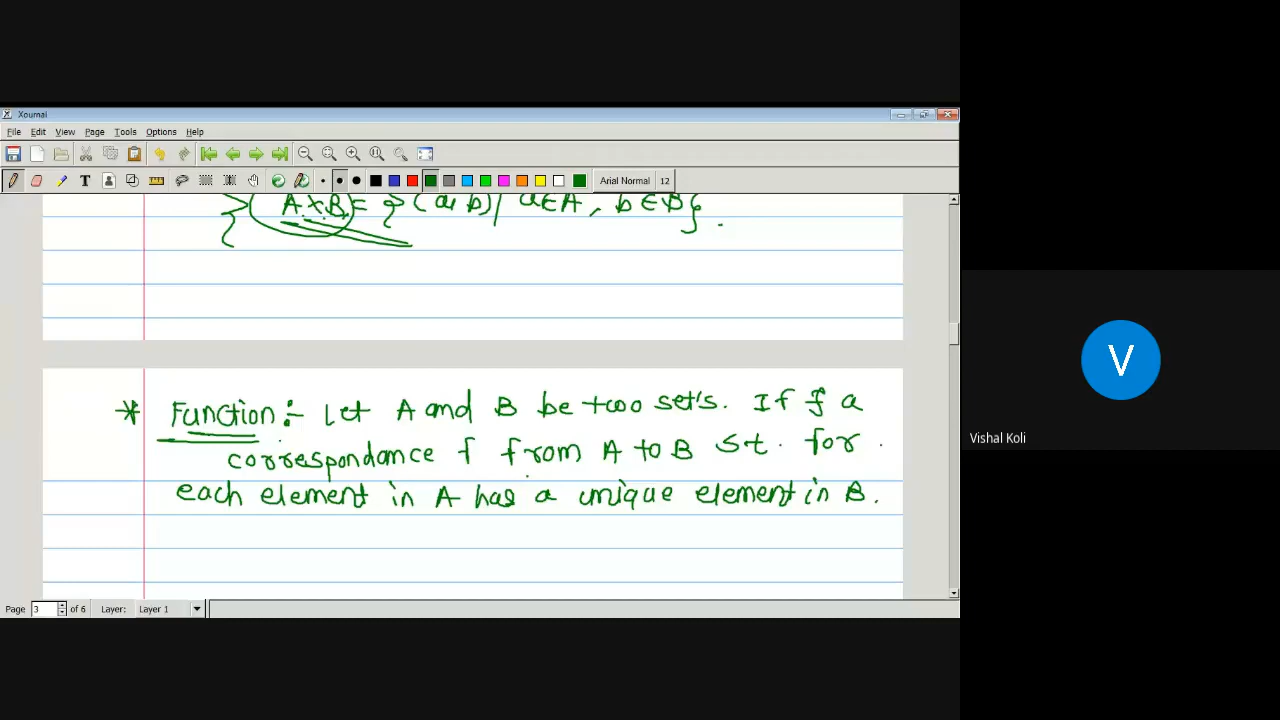 Xournal
File Edit View Page Tools Options Help
Arial Normal 12
A×B = {(a, b) | a∈A, b∈B}.
* Function:- Let A and B be two set's. If ∃ a
correspondance f from A to B s.t. for
each element in A has a unique element in B.
V
Vishal Koli
Page 3 of 6 Layer: Layer 1